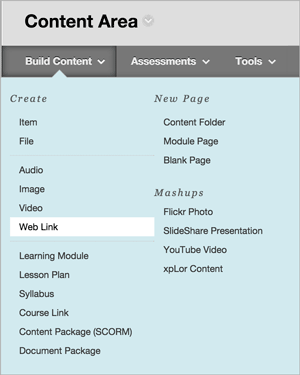 Content Area
Build Content
Assessments
Tools
Create
Item
File
Audio
Image
Video
Web Link
Learning Module
Lesson Plan
Syllabus
Course Link
Content Package (SCORM)
Document Package
New Page
Content Folder
Module Page
Blank Page
Mashups
Flickr Photo
SlideShare Presentation
YouTube Video
xpLor Content